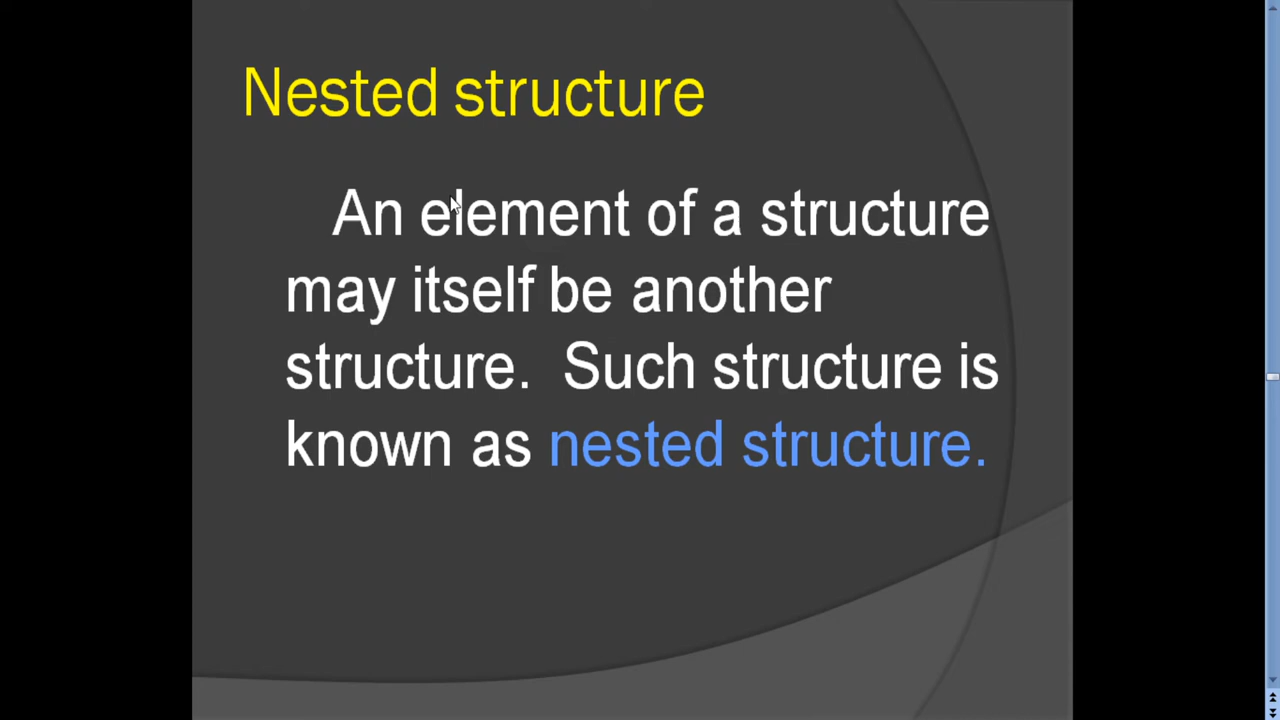 Nested structure
An element of a structure
may itself be another
structure.  Such structure is
known as nested structure.